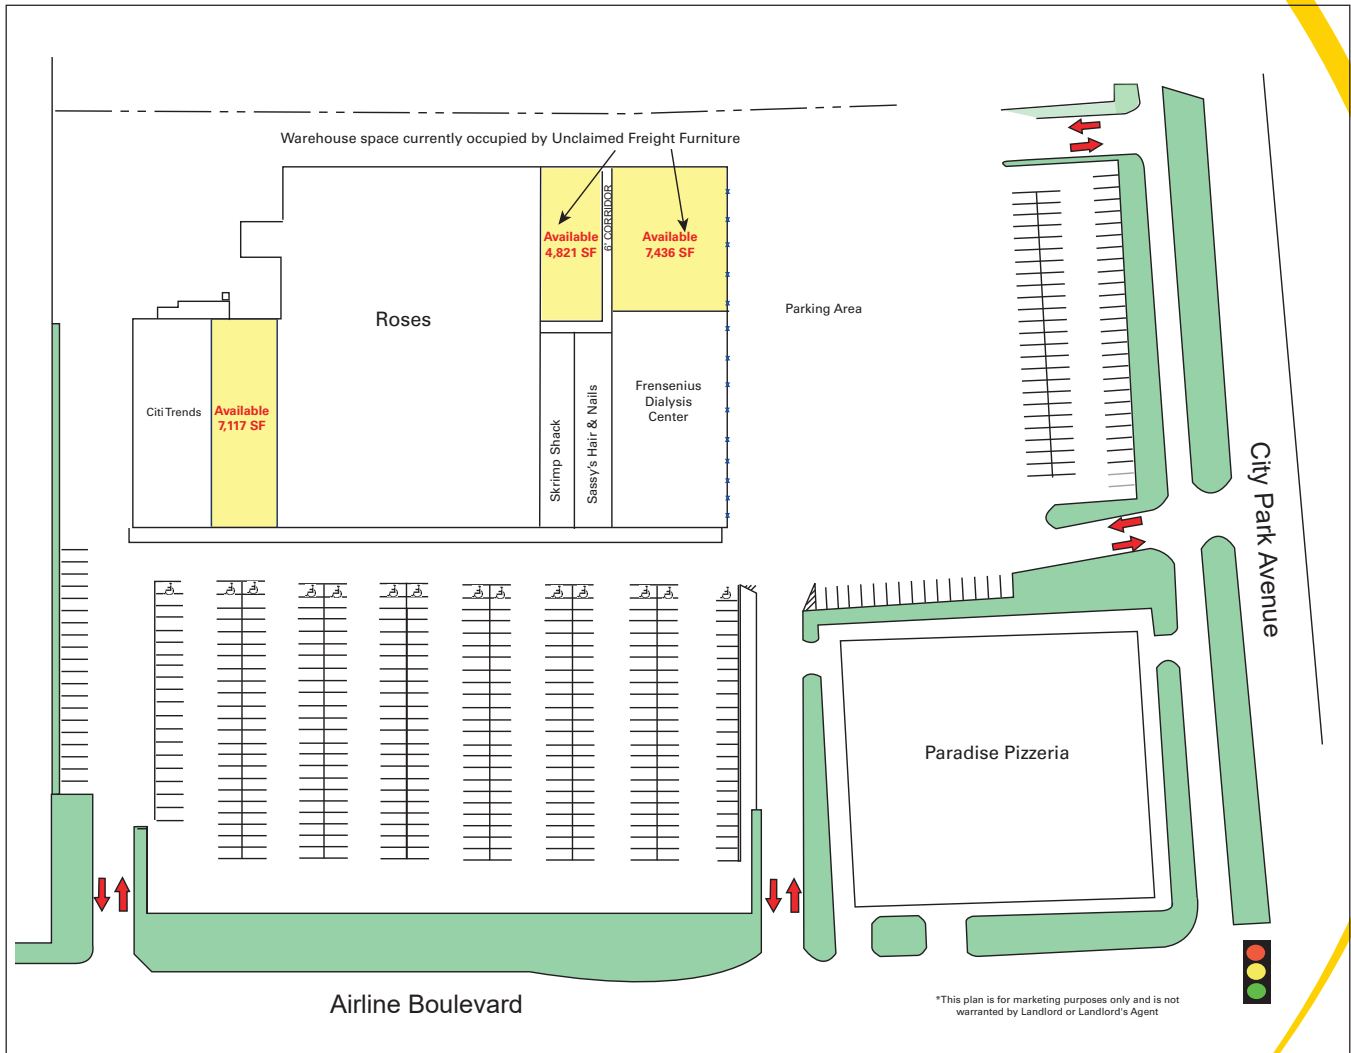 Warehouse space currently occupied by Unclaimed Freight Furniture
6' CORRIDOR
Available
4,821 SF
Available
7,436 SF
Parking Area
Roses
Citi Trends
Available
7,117 SF
Skrimp Shack
Sassy's Hair & Nails
Frensenius
Dialysis
Center
City Park Avenue
Paradise Pizzeria
Airline Boulevard
*This plan is for marketing purposes only and is not
warranted by Landlord or Landlord's Agent